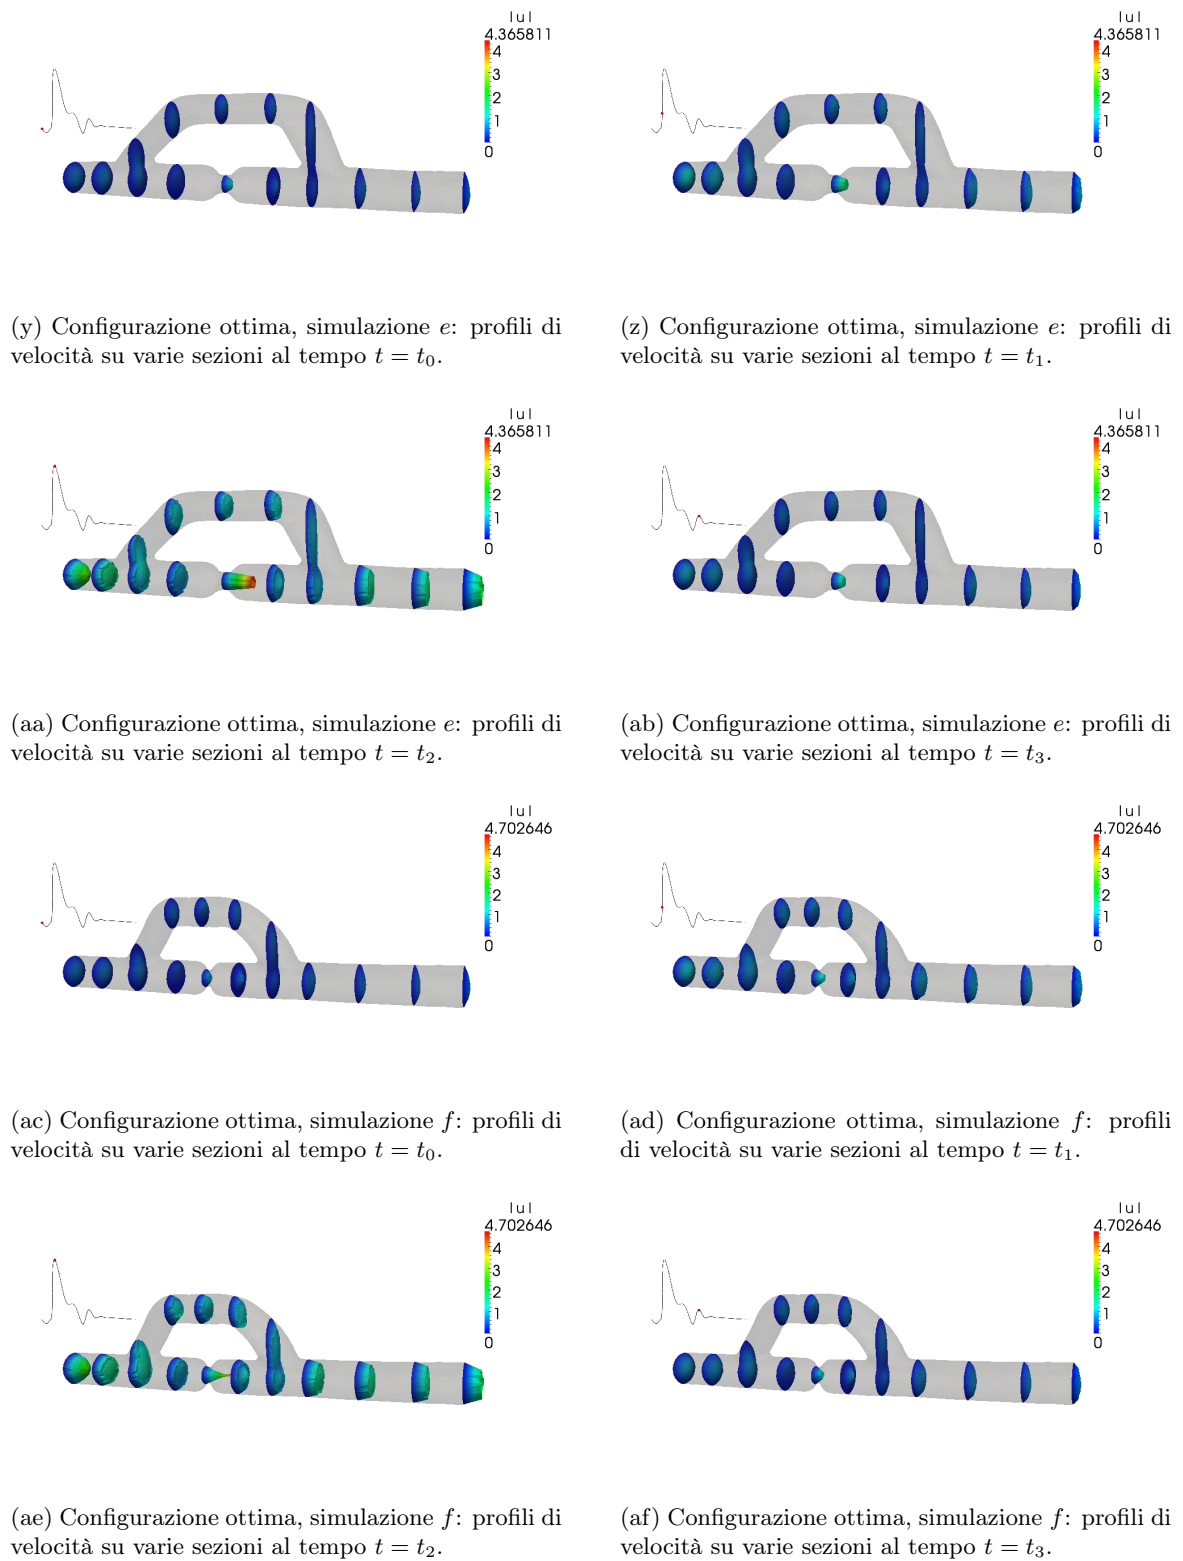 |u|
4.365811
4
3
2
1
0
|u|
4.365811
4
3
2
1
0
(y) Configurazione ottima, simulazione e: profili di
velocità su varie sezioni al tempo t = t0.
(z) Configurazione ottima, simulazione e: profili di
velocità su varie sezioni al tempo t = t1.
|u|
4.365811
4
3
2
1
0
|u|
4.365811
4
3
2
1
0
(aa) Configurazione ottima, simulazione e: profili di
velocità su varie sezioni al tempo t = t2.
(ab) Configurazione ottima, simulazione e: profili di
velocità su varie sezioni al tempo t = t3.
|u|
4.702646
4
3
2
1
0
|u|
4.702646
4
3
2
1
0
(ac) Configurazione ottima, simulazione f: profili di
velocità su varie sezioni al tempo t = t0.
(ad) Configurazione ottima, simulazione f: profili
di velocità su varie sezioni al tempo t = t1.
|u|
4.702646
4
3
2
1
0
|u|
4.702646
4
3
2
1
0
(ae) Configurazione ottima, simulazione f: profili di
velocità su varie sezioni al tempo t = t2.
(af) Configurazione ottima, simulazione f: profili di
velocità su varie sezioni al tempo t = t3.